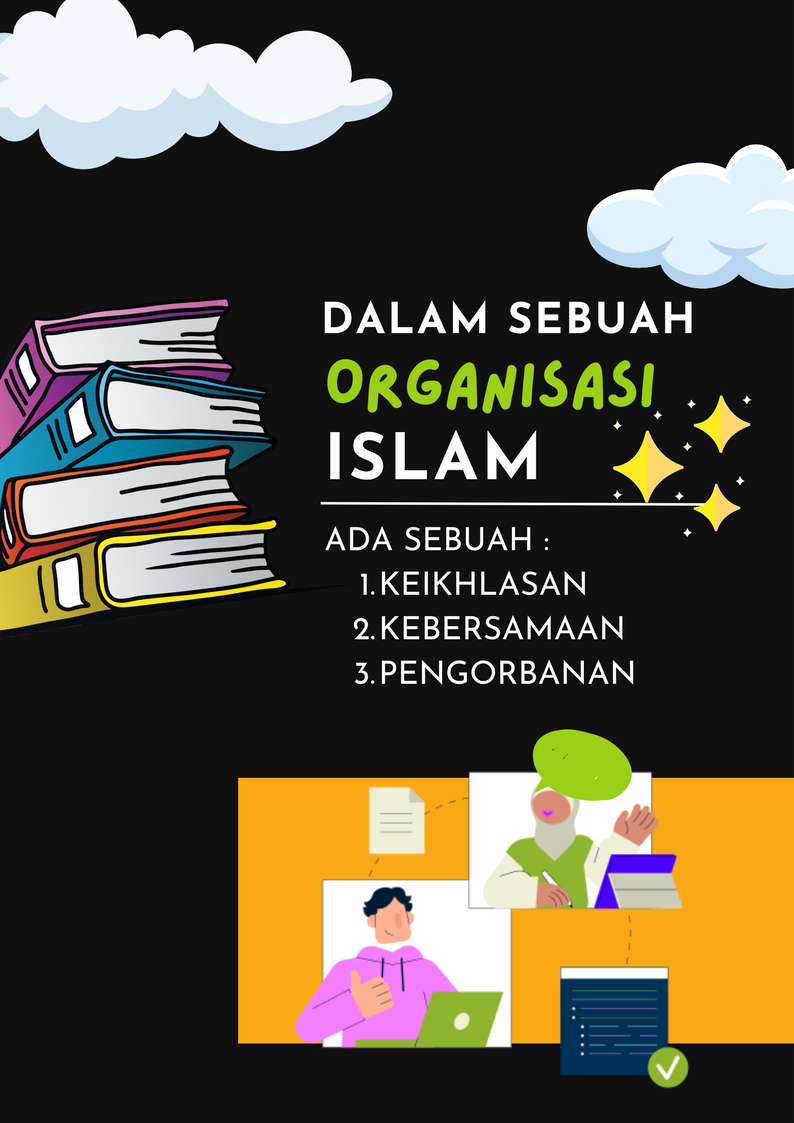 DALAM SEBUAH
ORGANISASI
ISLAM
ADA SEBUAH :
1. KEIKHLASAN
2. KEBERSAMAAN
3. PENGORBANAN